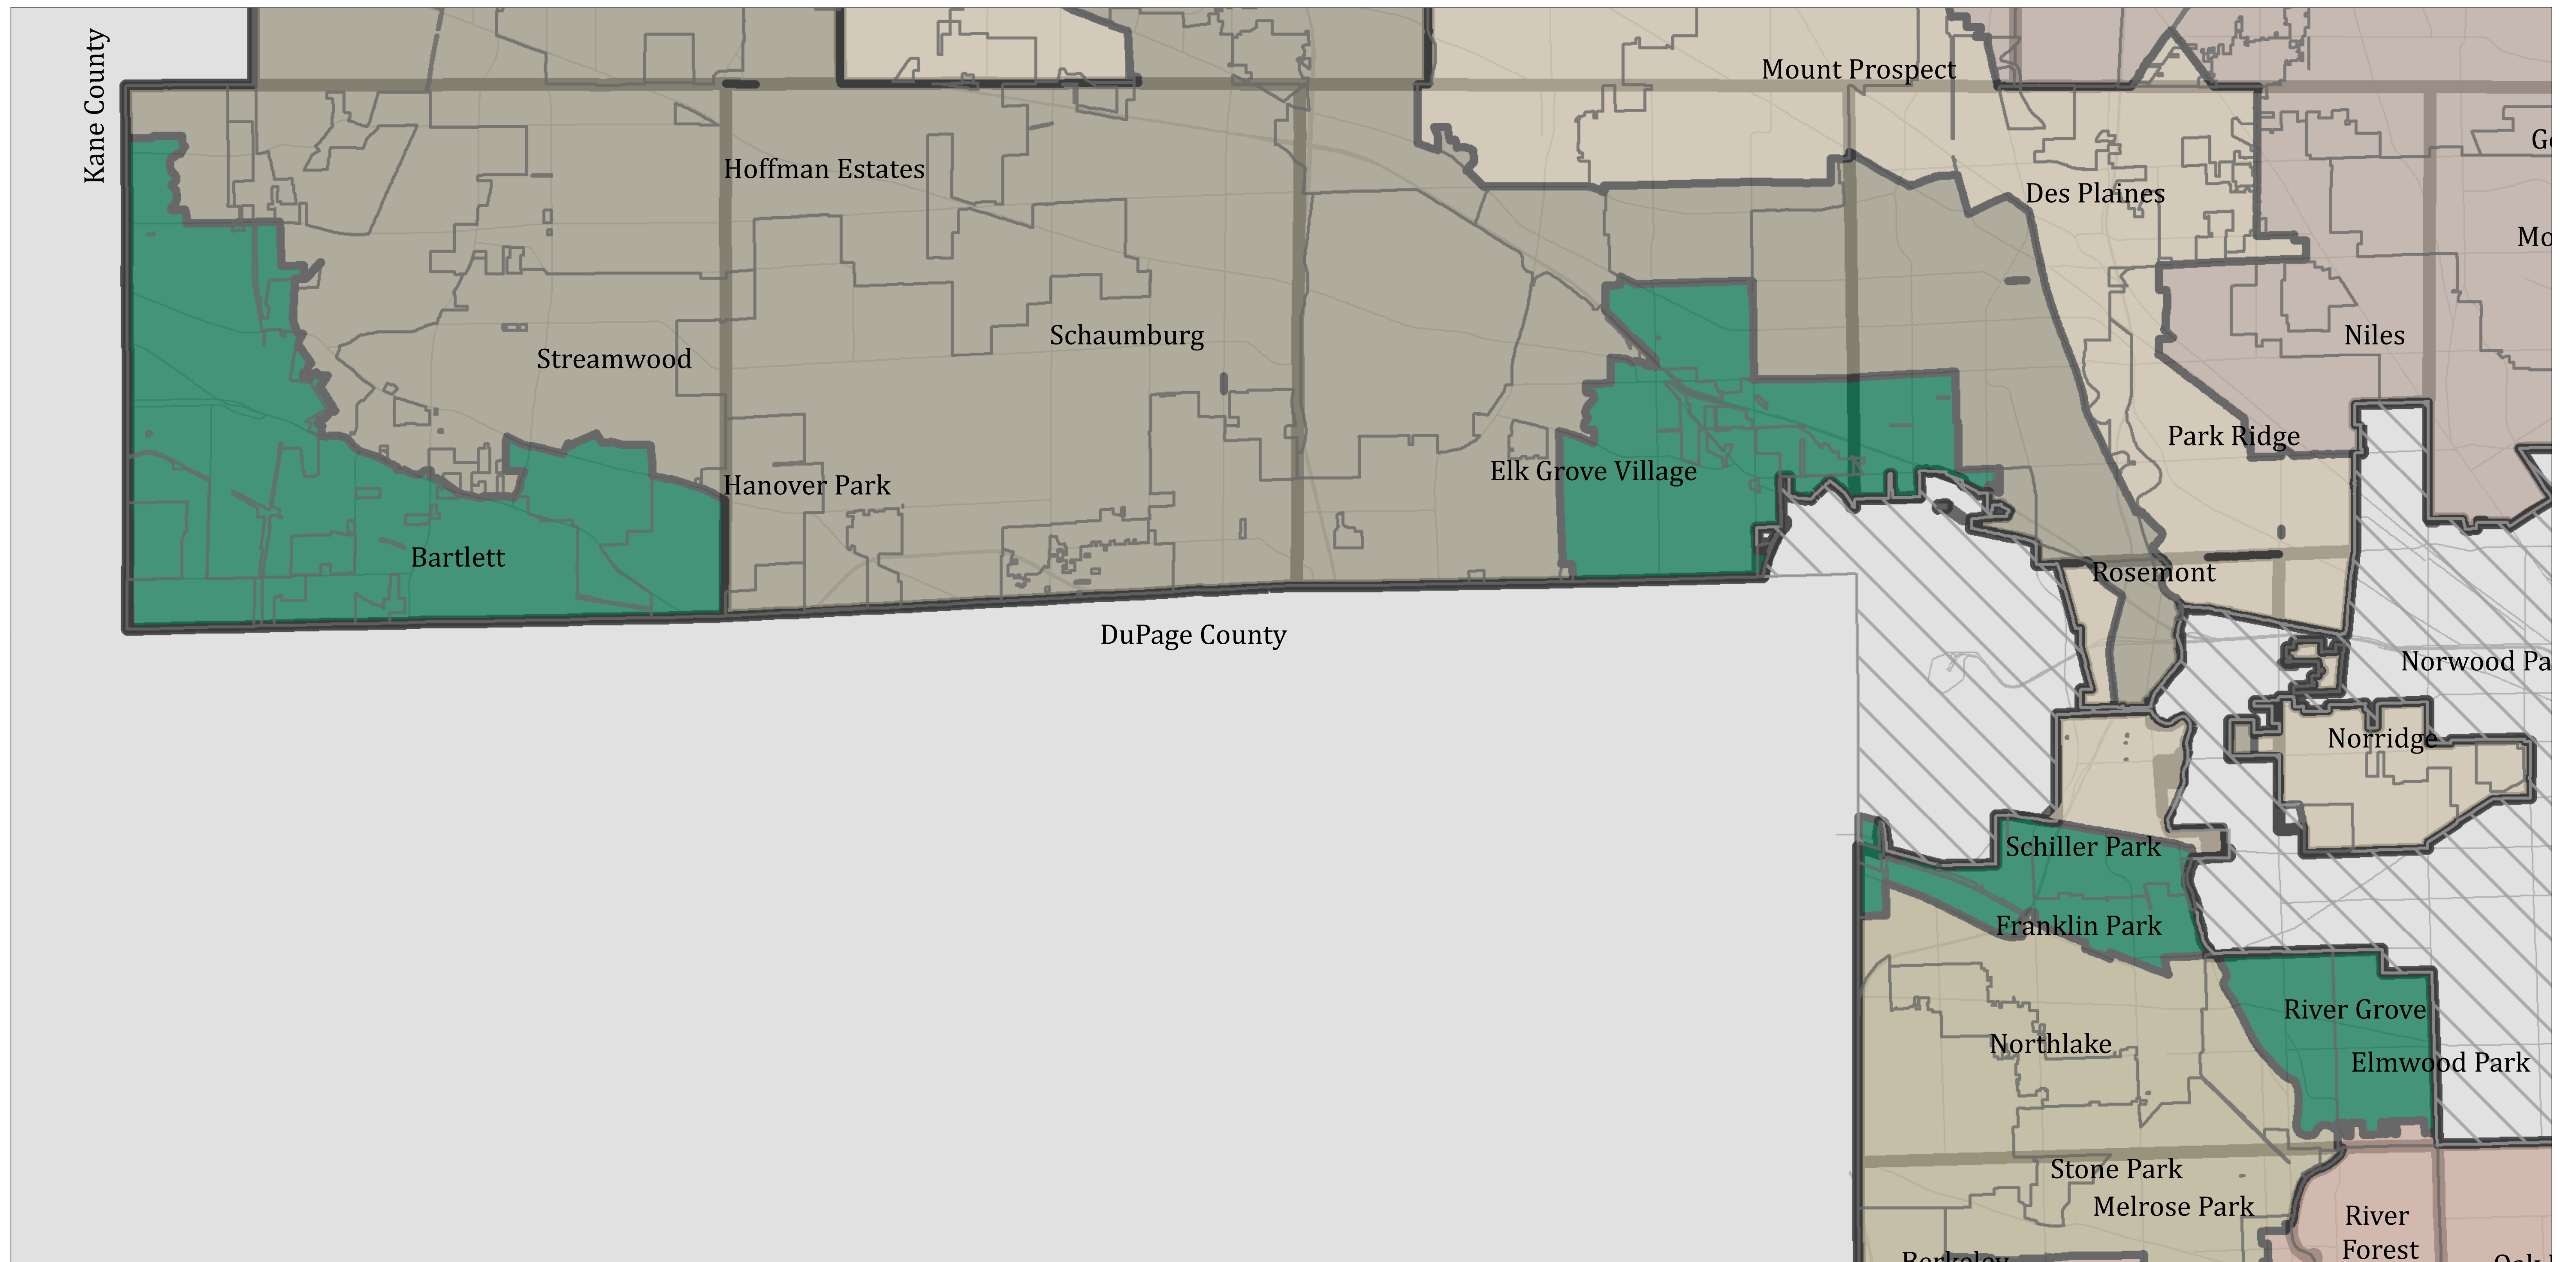 Kane County
Mount Prospect
Hoffman Estates
Des Plaines
Schaumburg
Niles
Streamwood
Park Ridge
Elk Grove Village
Hanover Park
Bartlett
Rosemont
DuPage County
Norridge
Schiller Park
Franklin Park
River Grove
Northlake
Elmwood Park
Stone Park
Melrose Park
River
Forest